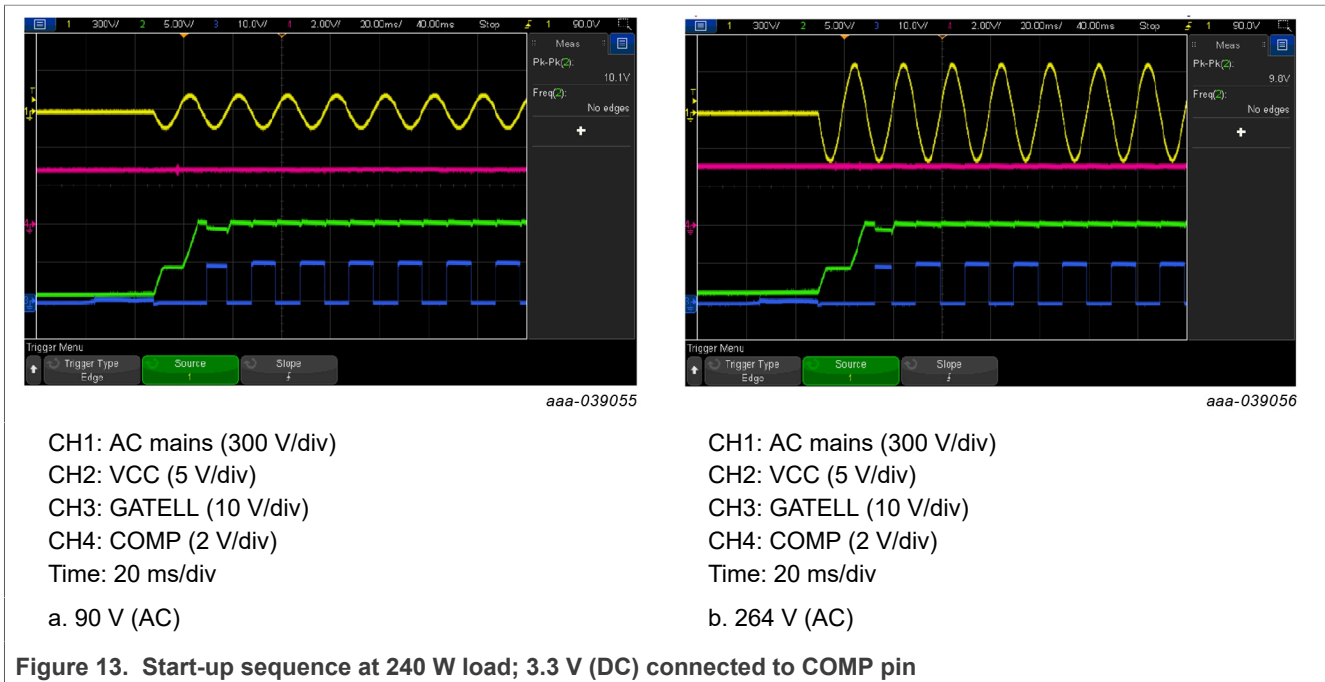 1 300V/ 2 5.00V/ 3 10.0V/ 4 2.00V/ 20.00ms/ 40.00ms Stop 1 90.0V
Meas
Pk-Pk(2):
10.1V
Freq(2):
No edges
Trigger Menu
Trigger Type
Edge
Source
1
Slope
aaa-039055
CH1: AC mains (300 V/div)
CH2: VCC (5 V/div)
CH3: GATELL (10 V/div)
CH4: COMP (2 V/div)
Time: 20 ms/div
a. 90 V (AC)
1 300V/ 2 5.00V/ 3 10.0V/ 4 2.00V/ 20.00ms/ 40.00ms Stop 1 90.0V
Meas
Pk-Pk(2):
9.8V
Freq(2):
No edges
Trigger Menu
Trigger Type
Edge
Source
1
Slope
aaa-039056
CH1: AC mains (300 V/div)
CH2: VCC (5 V/div)
CH3: GATELL (10 V/div)
CH4: COMP (2 V/div)
Time: 20 ms/div
b. 264 V (AC)
Figure 13. Start-up sequence at 240 W load; 3.3 V (DC) connected to COMP pin